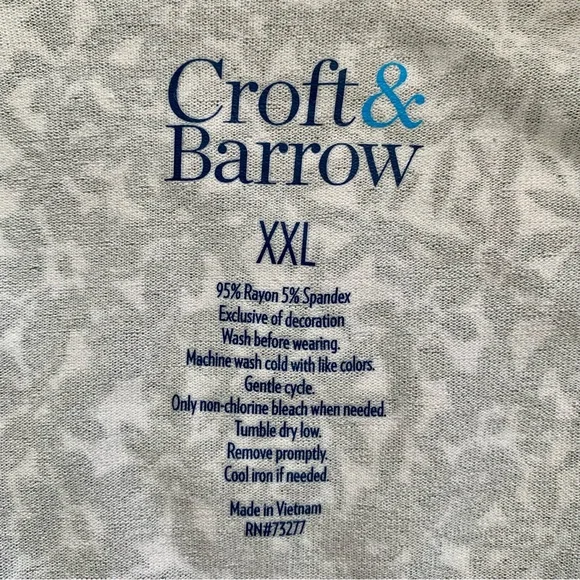 Croft&
Barrow
XXL
95% Rayon 5% Spandex
Exclusive of decoration
Wash before wearing.
Machine wash cold with like colors.
Gentle cycle.
Only non-chlorine bleach when needed.
Tumble dry low.
Remove promptly.
Cool iron if needed.
Made in Vietnam
RN#73277